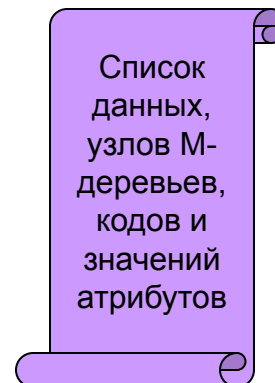 Список
данных,
узлов М-
деревьев,
кодов и
значений
атрибутов